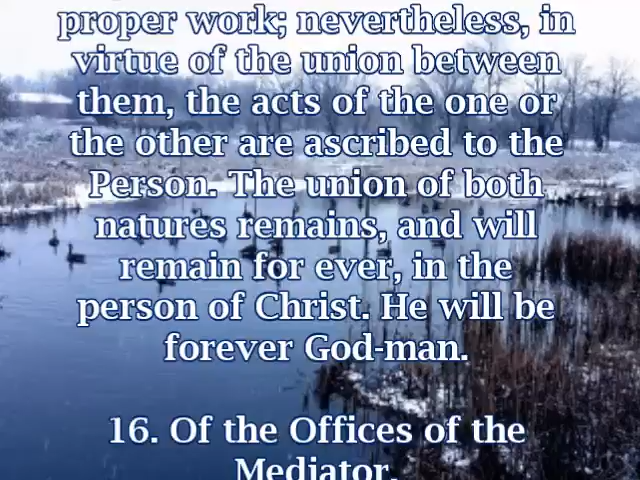 proper work; nevertheless, in
virtue of the union between
them, the acts of the one or
the other are ascribed to the
Person. The union of both
natures remains, and will
remain for ever, in the
person of Christ. He will be
forever God-man.
16. Of the Offices of the
Mediator.